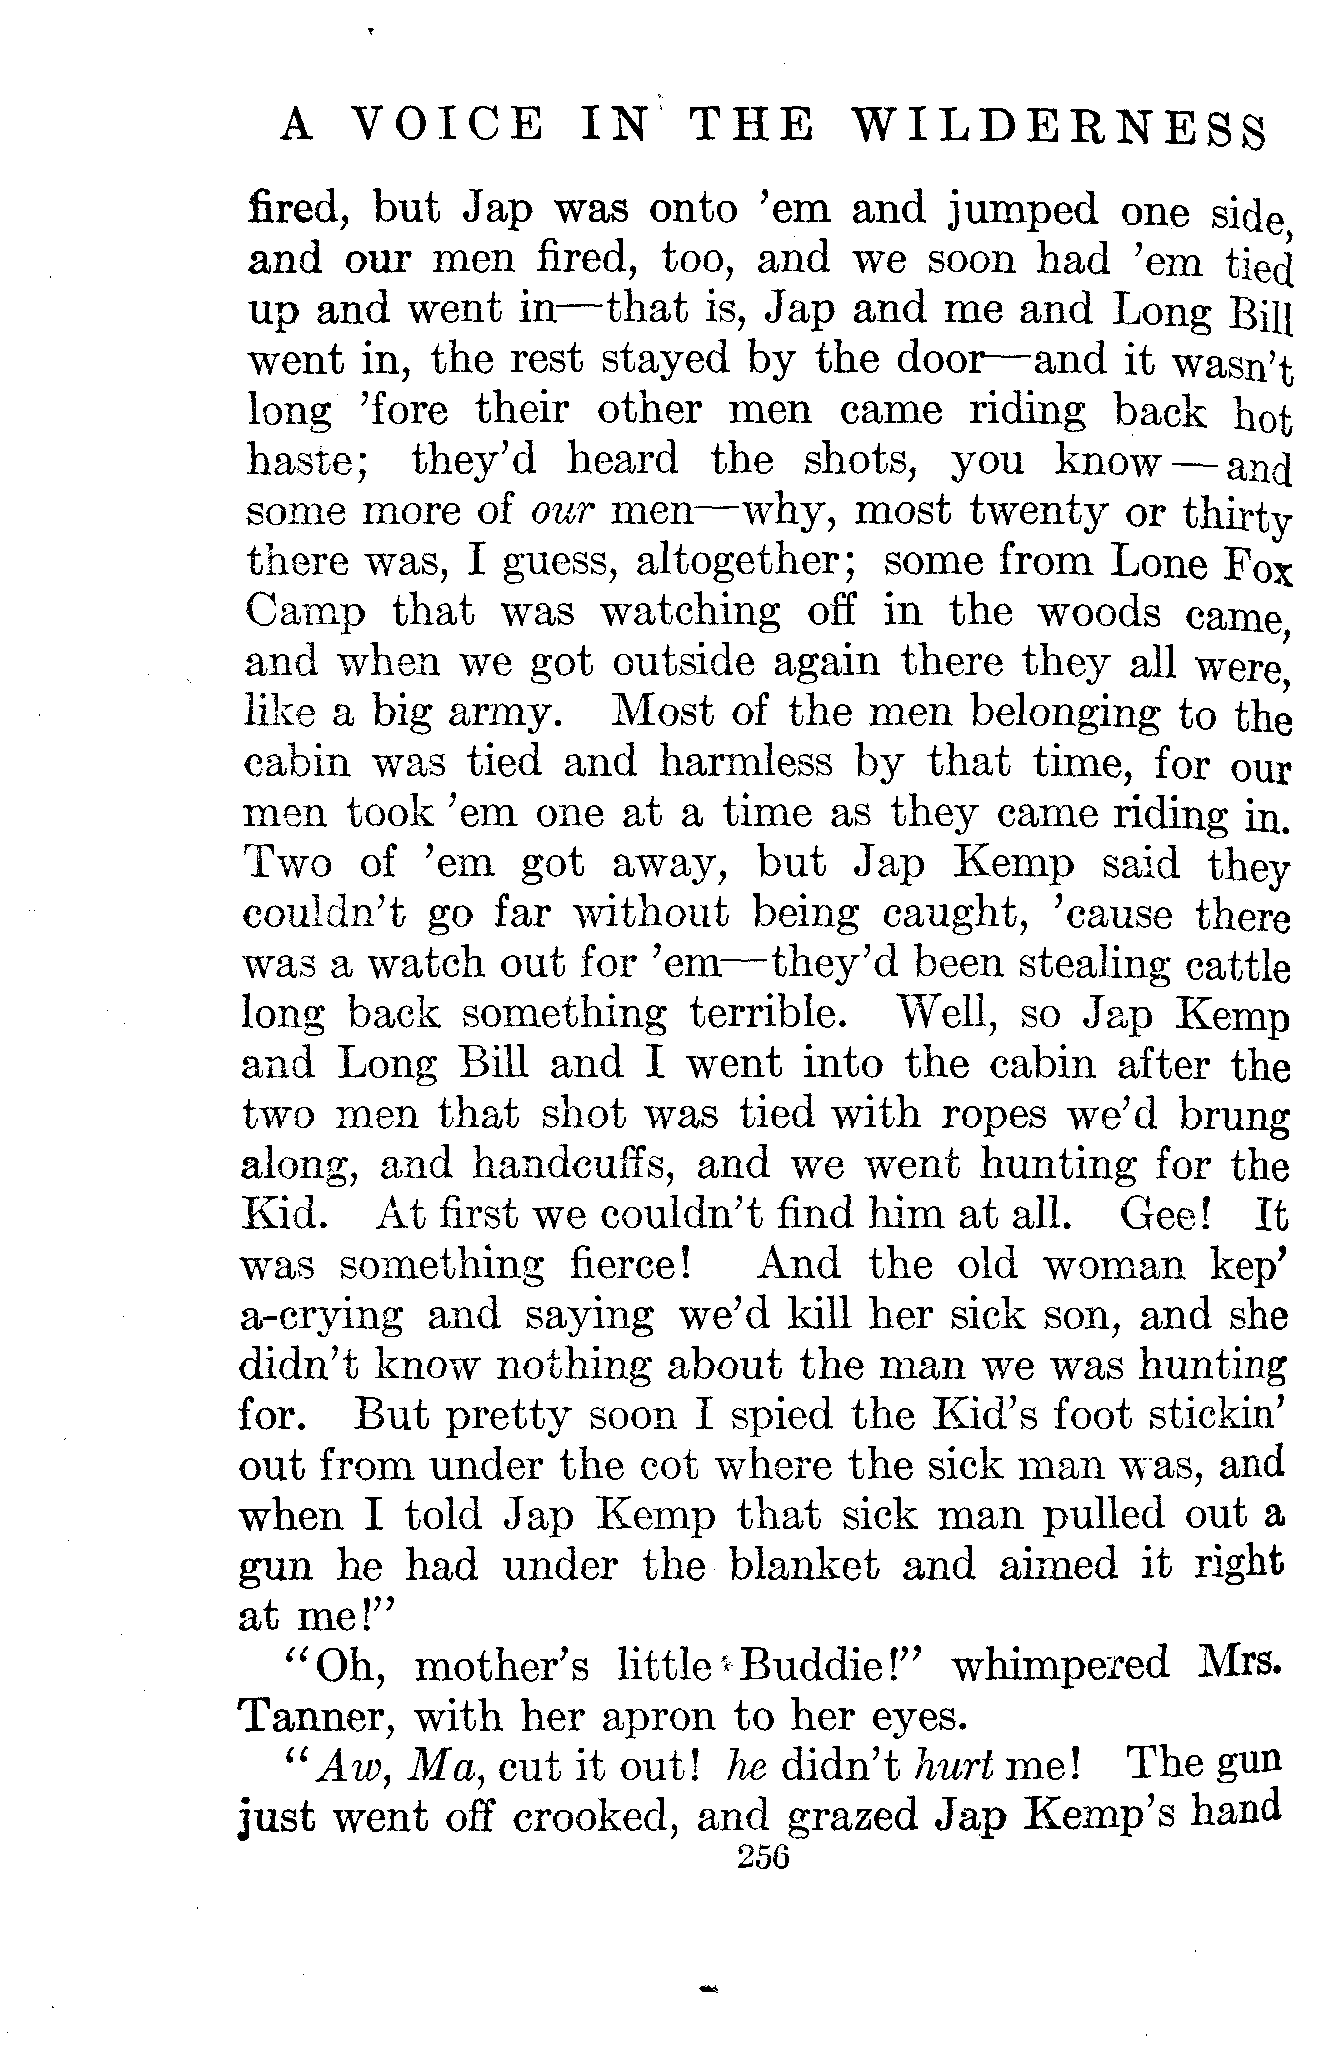 A VOICE IN THE WILDERNESS
fired, but Jap was onto ’em and jumped one side,
and our men fired, too, and we soon had ’em tied
up and went in—that is, Jap and me and Long Bill
went in, the rest stayed by the door—and it wasn’t
long ’fore their other men came riding back hot
haste; they’d heard the shots, you know—and
some more of our men—why, most twenty or thirty
there was, I guess, altogether; some from Lone Fox
Camp that was watching off in the woods came,
and when we got outside again there they all were,
like a big army. Most of the men belonging to the
cabin was tied and harmless by that time, for our
men took ’em one at a time as they came riding in.
Two of ’em got away, but Jap Kemp said they
couldn’t go far without being caught, ’cause there
was a watch out for ’em—they’d been stealing cattle
long back something terrible. Well, so Jap Kemp
and Long Bill and I went into the cabin after the
two men that shot was tied with ropes we’d brung
along, and handcuffs, and we went hunting for the
Kid. At first we couldn’t find him at all. Gee! It
was something fierce! And the old woman kep’
a-crying and saying we’d kill her sick son, and she
didn’t know nothing about the man we was hunting
for. But pretty soon I spied the Kid’s foot stickin’
out from under the cot where the sick man was, and
when I told Jap Kemp that sick man pulled out a
gun he had under the blanket and aimed it right
at me!”
“Oh, mother’s little Buddie!” whimpered Mrs.
Tanner, with her apron to her eyes.
“Aw, Ma, cut it out! he didn’t hurt me! The gun
just went off crooked, and grazed Jap Kemp’s hand
256